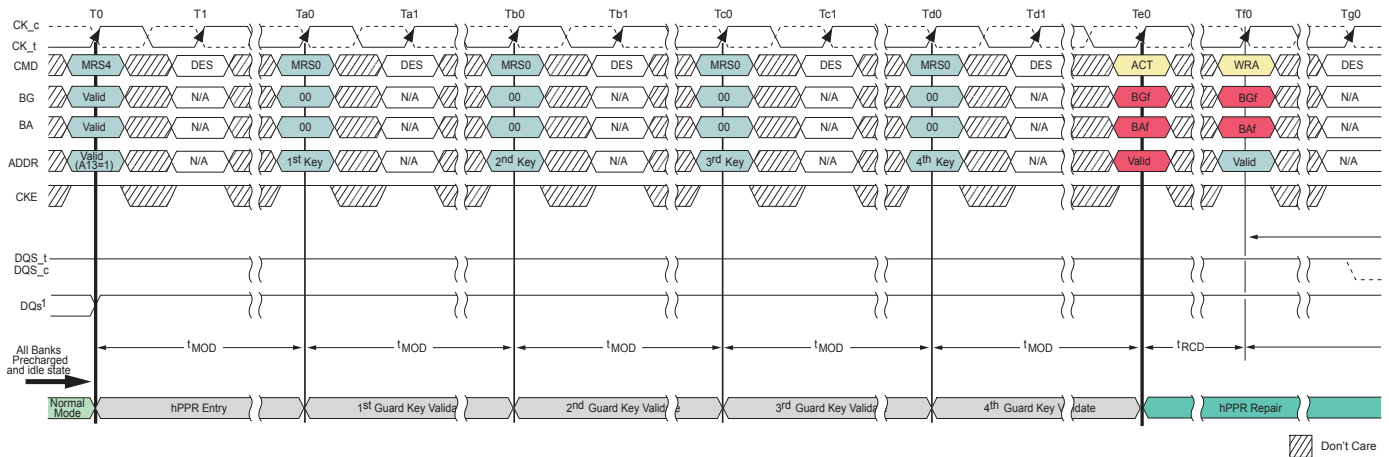 T0 T1 Ta0 Ta1 Tb0 Tb1 Tc0 Tc1 Td0 Td1 Te0 Tf0 Tg0
CK_c
CK_t
CMD MRS4 DES MRS0 DES MRS0 DES MRS0 DES MRS0 DES ACT WRA DES
BG Valid N/A 00 N/A 00 N/A 00 N/A 00 N/A BGf BGf N/A
BA Valid N/A 00 N/A 00 N/A 00 N/A 00 N/A BAf BAf N/A
ADDR Valid (A13=1) N/A 1st Key N/A 2nd Key N/A 3rd Key N/A 4th Key N/A Valid Valid N/A
CKE
DQS_t
DQS_c
DQs1
tMOD tMOD tMOD tMOD tMOD tRCD
All Banks
Precharged
and idle state
Normal Mode hPPR Entry 1st Guard Key Valida 2nd Guard Key Valida e 3rd Guard Key Valida 4th Guard Key V idate hPPR Repair
Don't Care